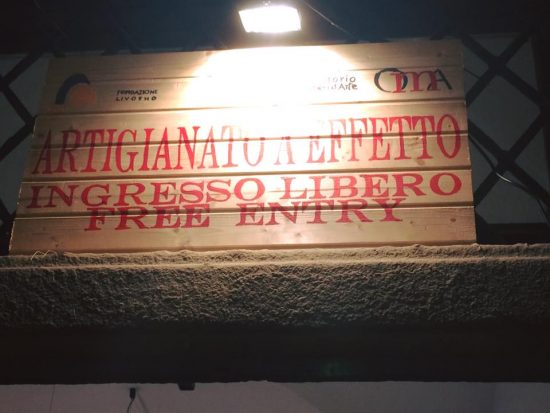 FONDAZIONE
LIVORNO
OMA
ARTIGIANATO A EFFETTO
INGRESSO LIBERO
FREE ENTRY